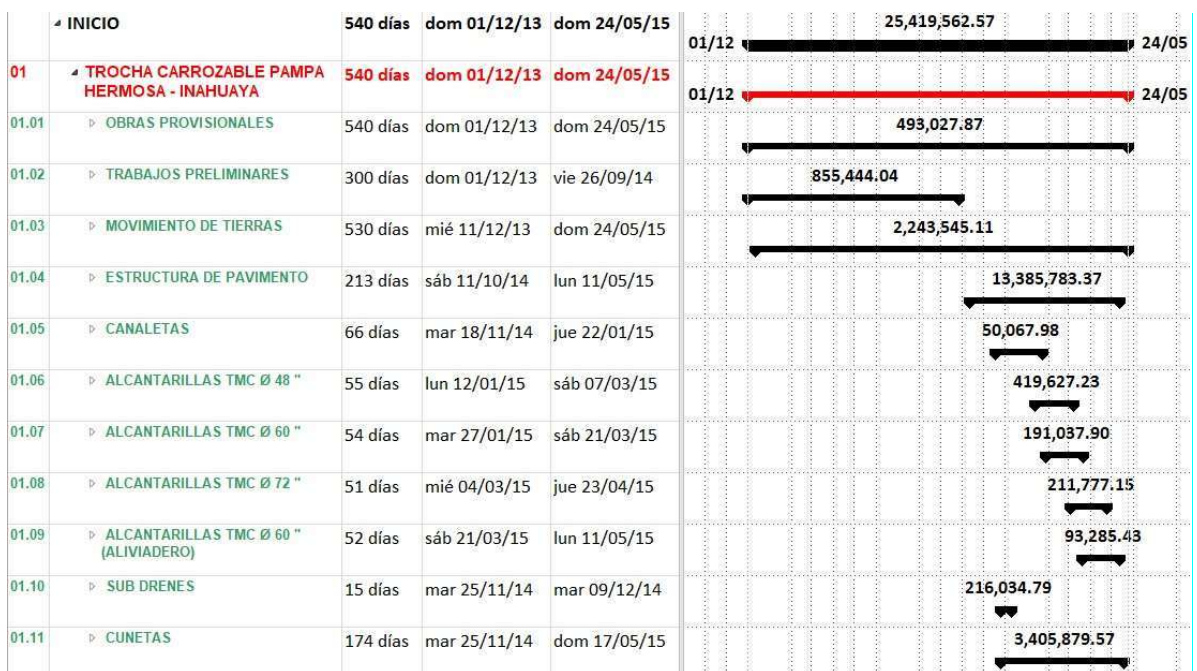 INICO 540 días dom 01/12/13 dom 24/05/15 25,419,562.57
01/12 24/05
01 TROCHA CARROZABLE PAMPA 540 días dom 01/12/13 dom 24/05/15
HERMOSA - INAHUAYA 01/12 24/05
01.01 OBRAS PROVISIONALES 540 días dom 01/12/13 dom 24/05/15 493,027.87
01.02 TRABAJOS PRELIMINARES 300 días dom 01/12/13 vie 26/09/14 855,444.04
01.03 MOVIMIENTO DE TIERRAS 530 días mié 11/12/13 dom 24/05/15 2,243,545.11
01.04 ESTRUCTURA DE PAVIMENTO 213 días sáb 11/10/14 lun 11/05/15 13,385,783.37
01.05 CANALETAS 66 días mar 18/11/14 jue 22/01/15 50,067.98
01.06 ALCANTARILLAS TMC Ø 48 " 55 días lun 12/01/15 sáb 07/03/15 419,627.23
01.07 ALCANTARILLAS TMC Ø 60 " 54 días mar 27/01/15 sáb 21/03/15 191,037.90
01.08 ALCANTARILLAS TMC Ø 72 " 51 días mié 04/03/15 jue 23/04/15 211,777.15
01.09 ALCANTARILLAS TMC Ø 60 " 52 días sáb 21/03/15 lun 11/05/15 93,285.43
(ALIVIADERO)
01.10 SUB DRENES 15 días mar 25/11/14 mar 09/12/14 216,034.79
01.11 CUNETAS 174 días mar 25/11/14 dom 17/05/15 3,405,879.57